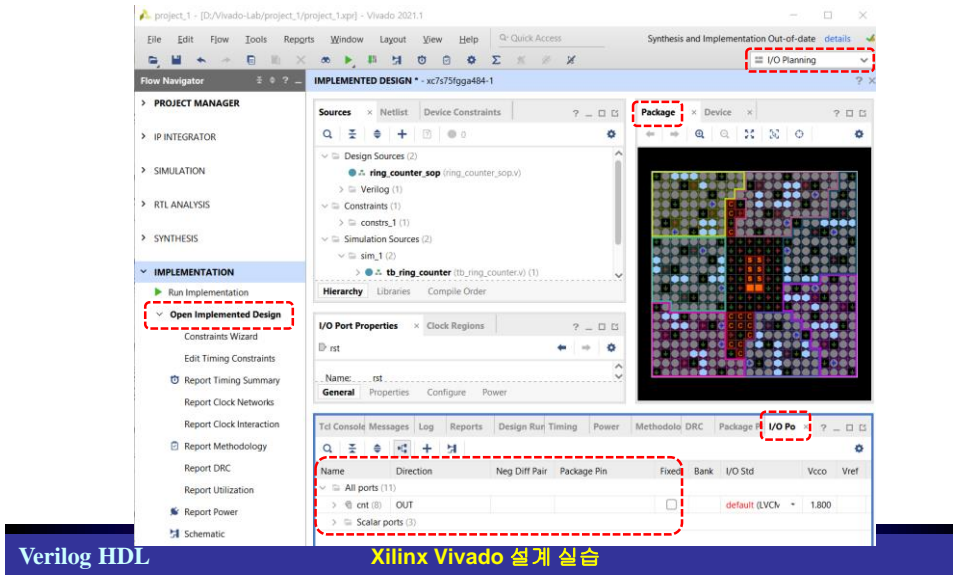 project_1 - [D:/Vivado-Lab/project_1/project_1.xpr] - Vivado 2021.1
File Edit Flow Tools Reports Window Layout View Help Quick Access Synthesis and Implementation Out-of-date details
I/O Planning
Flow Navigator
IMPLEMENTED DESIGN * - xc7s75fgga484-1
PROJECT MANAGER
IP INTEGRATOR
SIMULATION
RTL ANALYSIS
SYNTHESIS
IMPLEMENTATION
Run Implementation
Open Implemented Design
Constraints Wizard
Edit Timing Constraints
Report Timing Summary
Report Clock Networks
Report Clock Interaction
Report Methodology
Report DRC
Report Utilization
Report Power
Schematic
Sources Netlist Device Constraints
0
Design Sources (2)
ring_counter_sop (ring_counter_sop.v)
Verilog (1)
Constraints (1)
constrs_1 (1)
Simulation Sources (2)
sim_1 (2)
tb_ring_counter (tb_ring_counter.v) (1)
Hierarchy Libraries Compile Order
I/O Port Properties Clock Regions
rst
Name: rst
General Properties Configure Power
Package Device
Tcl Console Messages Log Reports Design Run Timing Power Methodolo DRC Package P I/O Po
Name Direction Neg Diff Pair Package Pin Fixed Bank I/O Std Vcco Vref
All ports (11)
cnt (8) OUT default (LVCM 1.800
Scalar ports (3)
Verilog HDL Xilinx Vivado 설계 실습